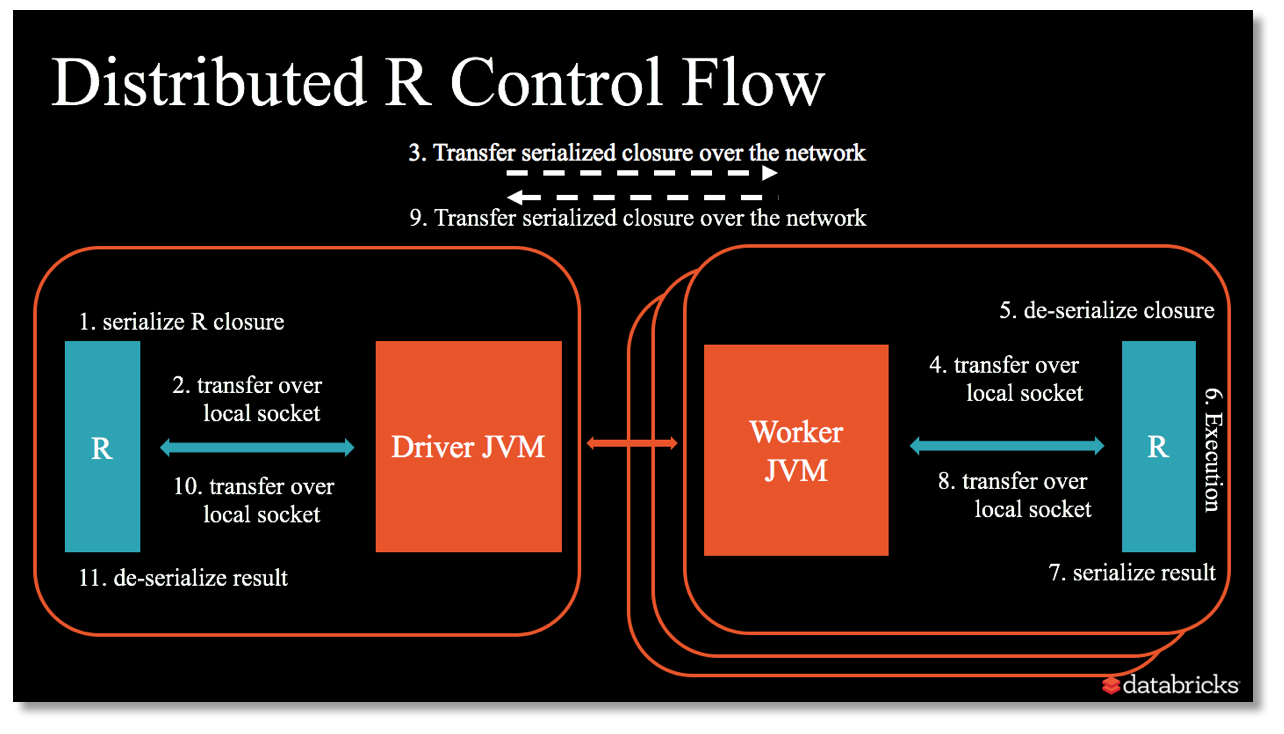 Distributed R Control Flow
3. Transfer serialized closure over the network
9. Transfer serialized closure over the network
1. serialize R closure
R
2. transfer over
local socket
10. transfer over
local socket
11. de-serialize result
Driver JVM
Worker
JVM
5. de-serialize closure
4. transfer over
local socket
8. transfer over
local socket
R
6. Execution
7. serialize result
databricks